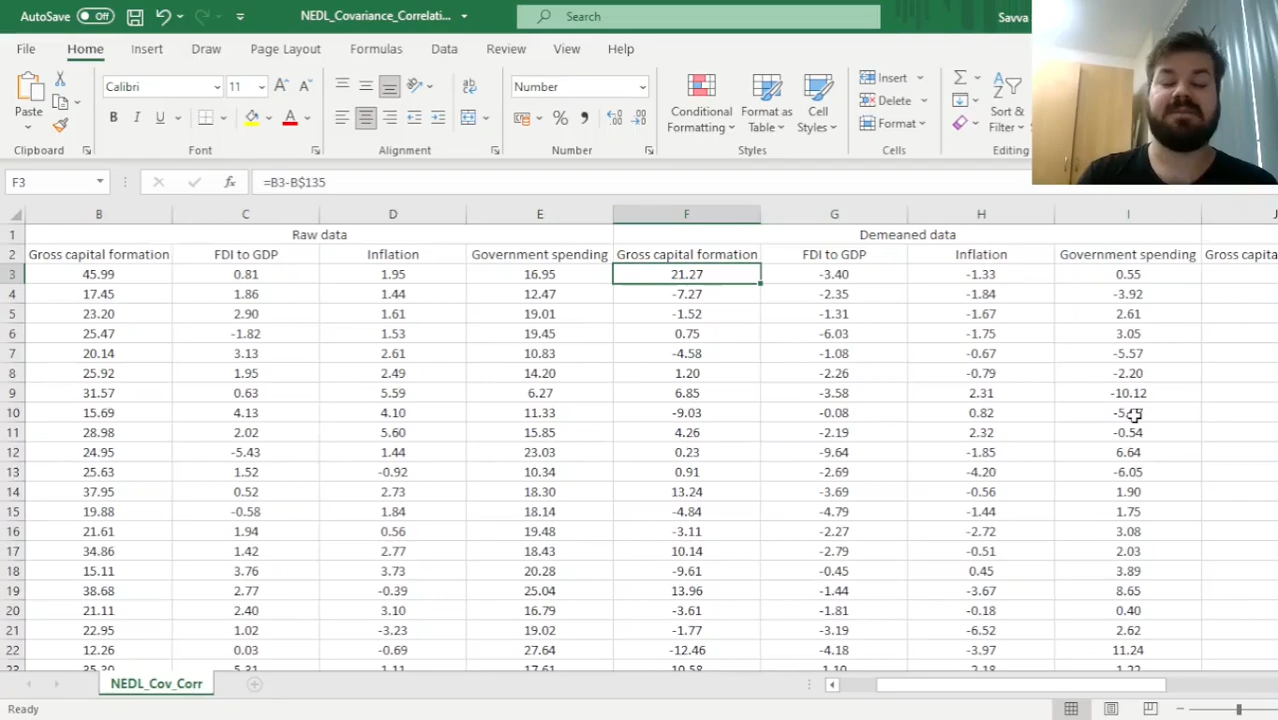 AutoSave Off NEDL_Covariance_Correlati... Search Savva
File Home Insert Draw Page Layout Formulas Data Review View Help
Paste Calibri 11 B I U Number Conditional Formatting Format as Table Cell Styles Insert Delete Format Sort & Filter
Clipboard Font Alignment Number Styles Cells Editing
F3 fx =B3-B$135
B C D E F G H I
1 Raw data Demeaned data
2 Gross capital formation FDI to GDP Inflation Government spending Gross capital formation FDI to GDP Inflation Government spending Gross capita
3 45.99 0.81 1.95 16.95 21.27 -3.40 -1.33 0.55
4 17.45 1.86 1.44 12.47 -7.27 -2.35 -1.84 -3.92
5 23.20 2.90 1.61 19.01 -1.52 -1.31 -1.67 2.61
6 25.47 -1.82 1.53 19.45 0.75 -6.03 -1.75 3.05
7 20.14 3.13 2.61 10.83 -4.58 -1.08 -0.67 -5.57
8 25.92 1.95 2.49 14.20 1.20 -2.26 -0.79 -2.20
9 31.57 0.63 5.59 6.27 6.85 -3.58 2.31 -10.12
10 15.69 4.13 4.10 11.33 -9.03 -0.08 0.82
11 28.98 2.02 5.60 15.85 4.26 -2.19 2.32 -0.54
12 24.95 -5.43 1.44 23.03 0.23 -9.64 -1.85 6.64
13 25.63 1.52 -0.92 10.34 0.91 -2.69 -4.20 -6.05
14 37.95 0.52 2.73 18.30 13.24 -3.69 -0.56 1.90
15 19.88 -0.58 1.84 18.14 -4.84 -4.79 -1.44 1.75
16 21.61 1.94 0.56 19.48 -3.11 -2.27 -2.72 3.08
17 34.86 1.42 2.77 18.43 10.14 -2.79 -0.51 2.03
18 15.11 3.76 3.73 20.28 -9.61 -0.45 0.45 3.89
19 38.68 2.77 -0.39 25.04 13.96 -1.44 -3.67 8.65
20 21.11 2.40 3.10 16.79 -3.61 -1.81 -0.18 0.40
21 22.95 1.02 -3.23 19.02 -1.77 -3.19 -6.52 2.62
22 12.26 0.03 -0.69 27.64 -12.46 -4.18 -3.97 11.24
NEDL_Cov_Corr
Ready